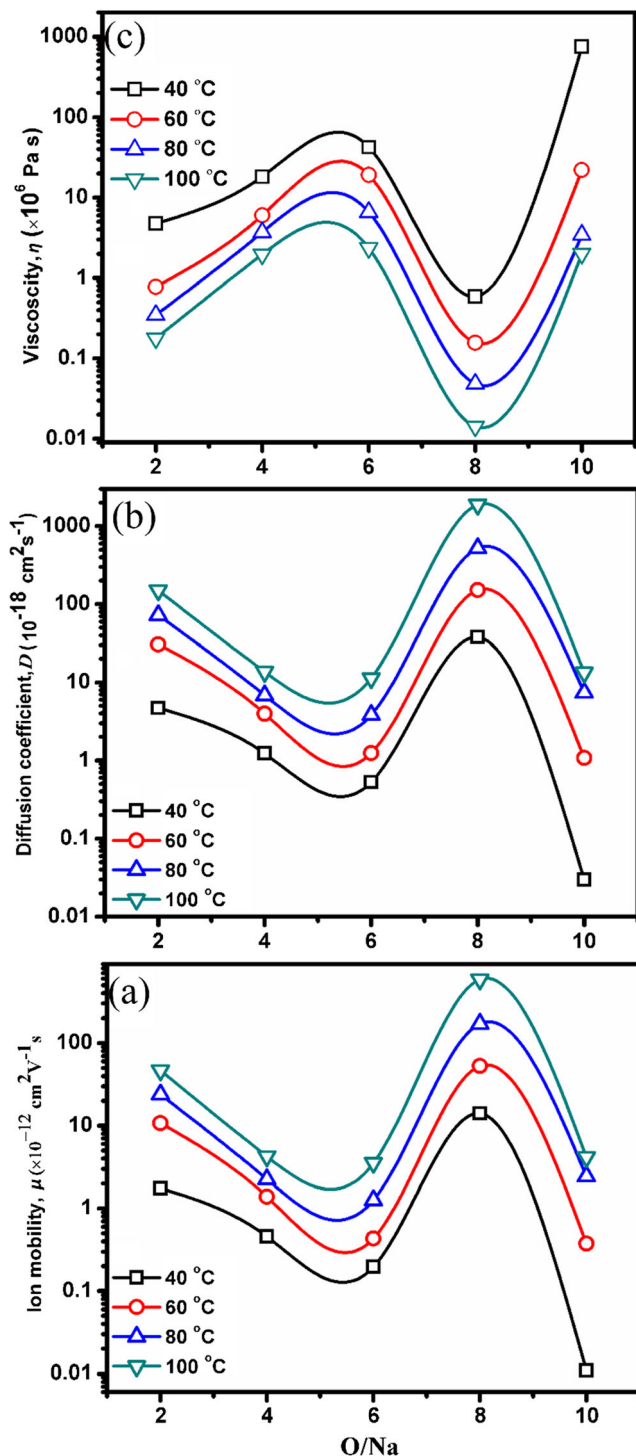 (c)
1000
100
10
1
0.1
0.01
Viscoscity, η (×10⁶ Pa s)
40 °C
60 °C
80 °C
100 °C
2 4 6 8 10
(b)
1000
100
10
1
0.1
0.01
Diffusion coefficient,D (10⁻¹⁸ cm²s⁻¹)
40 °C
60 °C
80 °C
100 °C
2 4 6 8 10
(a)
100
10
1
0.1
0.01
Ion mobility, μ (×10⁻¹² cm²V⁻¹s
40 °C
60 °C
80 °C
100 °C
2 4 6 8 10
O/Na